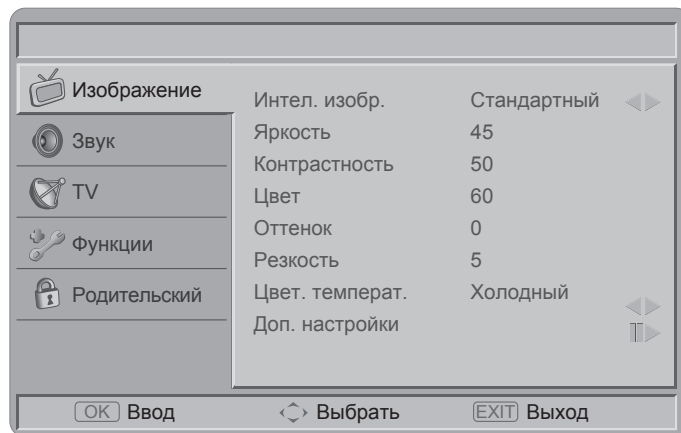 Изображение
Звук
TV
Функции
Родительский
Интел. изобр. Стандартный
Яркость 45
Контрастность 50
Цвет 60
Оттенок 0
Резкость 5
Цвет. температ. Холодный
Доп. настройки
OK Ввод Выбрать EXIT Выход